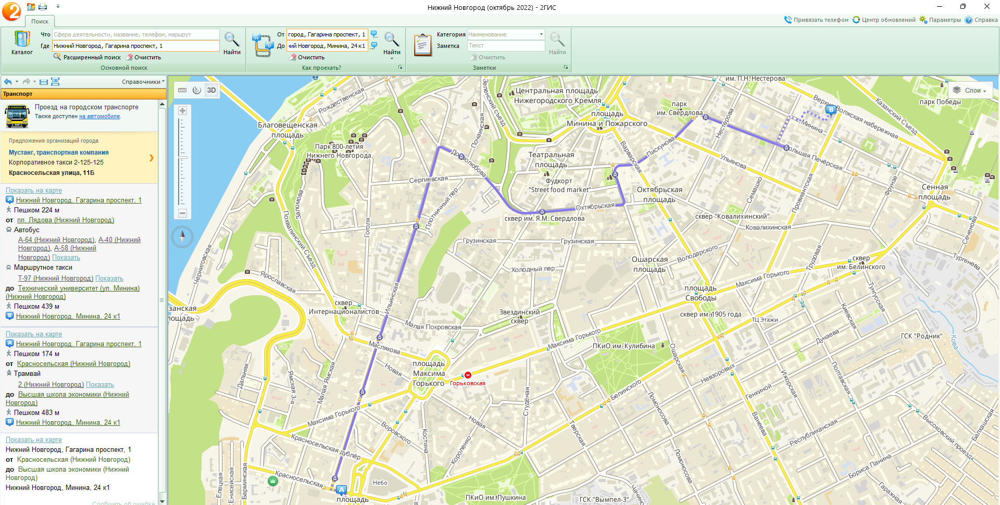 Нижний Новгород (октябрь 2022) - 2ГИС
Поиск
Привязать телефон
Центр обновлений
Параметры
Справка
Каталог
Что
Сфера деятельности, название, телефон, маршрут
Где
Нижний Новгород, Гагарина проспект, 1
Найти
Расширенный поиск
Очистить
Основной поиск
От
город, Гагарина проспект, 1
До
ий Новгород, Минина, 24 к1
Найти
Очистить
Как проехать?
Категория
Наименование
Заметка
Текст
Найти
Очистить
Заметки
Справочники
Транспорт
Проезд на городском транспорте
Также доступен на автомобиле.
Предложения организаций города
Мустанг, транспортная компания
Корпоративное такси 2-125-125
Красносельская улица, 11Б
Показать на карте
A Нижний Новгород, Гагарина проспект, 1
Пешком 224 м
от пл. Лядова (Нижний Новгород)
Автобус
А-64 (Нижний Новгород), А-40 (Нижний
Новгород), А-58 (Нижний
Новгород) Показать
Маршрутное такси
Т-97 (Нижний Новгород) Показать
до Технический университет (ул. Минина)
(Нижний Новгород)
Пешком 439 м
B Нижний Новгород, Минина, 24 к1
Показать на карте
A Нижний Новгород, Гагарина проспект, 1
Пешком 174 м
от Красносельская (Нижний Новгород)
Трамвай
2 (Нижний Новгород) Показать
до Высшая школа экономики (Нижний
Новгород)
Пешком 483 м
B Нижний Новгород, Минина, 24 к1
Показать на карте
Нижний Новгород, Гагарина проспект, 1
от Красносельская (Нижний Новгород)
до Высшая школа экономики (Нижний
Новгород)
Нижний Новгород, Минина, 24 к1
Сообщить об ошибке
3D
Слои
им. П.Н. Нестерова
парк Победы
Центральная площадь
Нижегородского Кремля
Рождественская
Зеленский съезд
Почаинская
Благовещенская
площадь
площадь
Минина и Пожарского
парк
им. Свердлова
Нестерова
Верхне-Волжская набережная
Казанский Съезд
Минина
B
Парк 800-летия
Нижнего Новгорода
Добролюбова
Театральная
площадь
Варварская
Пискунова
Ульянова
Большая Печёрская
Сергиевская
Фудкорт
"Street food market"
Октябрьская
площадь
Семашко
Провиантская
Фрунзе
Сенная
площадь
Заломова
Плотничный пер
Октябрьская
сквер им. Я.М. Свердлова
сквер "Ковалихинский"
Ковалихинская
Сеченова
Похвалинский Съезд
Гоголя
Грузинская
Грузинская
Ошарская
площадь
Володарского
Трудовая
сквер
им. Белинского
Тургенева
Черниговская
Ярославская
Холодный пер
Максима Горького
площадь
Свободы
Тунгусская
Ильинская
сквер
Интернационалистов
Звездинский
сквер
сквер им. 1905 года
ТЦ Этажи
Киевская
занская
лощадь
Малая Покровская
Максима Горького
ПКиО им. Кулибина
Дунаева
ГСК "Родник"
Кова
Маслякова
площадь
Максима
Горького
Новая
М
Горьковская
Ошарская
Невзоровых
Полтавская
Ижорская
Дальняя
Ямская 3-я
Малая Ямская
Студёная
Белинского
Генкиной
Ломоносова
Ванеева
Максима Горького
Воровского
Новая
Костина
Короленко
Тверская
Республиканская
Высоковский проезд
Балхашская
Красносельская дублёр
Красносельская
Ломоносова
Бориса Панина
Елецкая
Енисейская
Барминская
A
Небо
площадь
ПКиО им. Пушкина
Чачиной
ГСК "Вымпел-3"
Гаражная